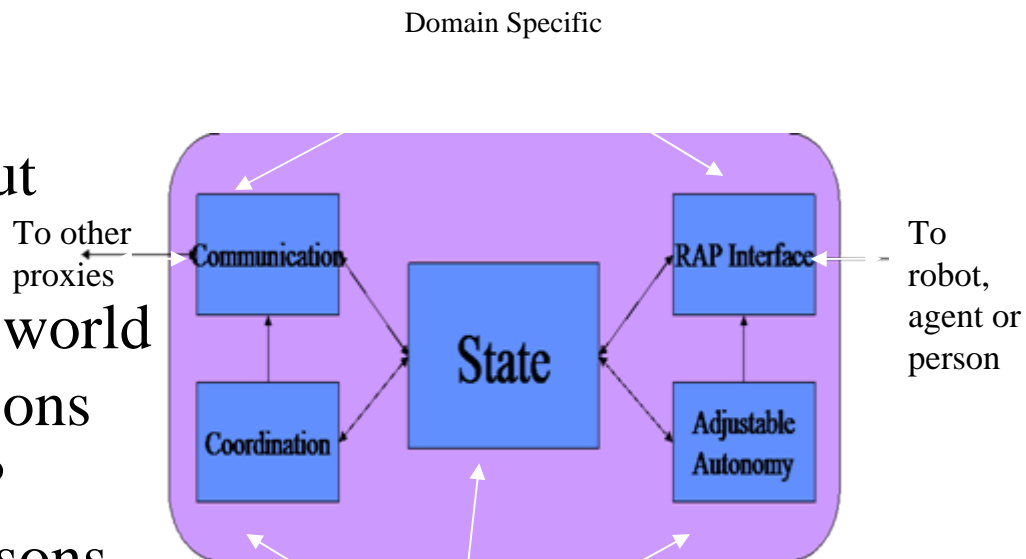 Domain Specific
ut
To other
proxies
world
ons
sons
Communication
RAP Interface
State
Coordination
Adjustable
Autonomy
To
robot,
agent or
person